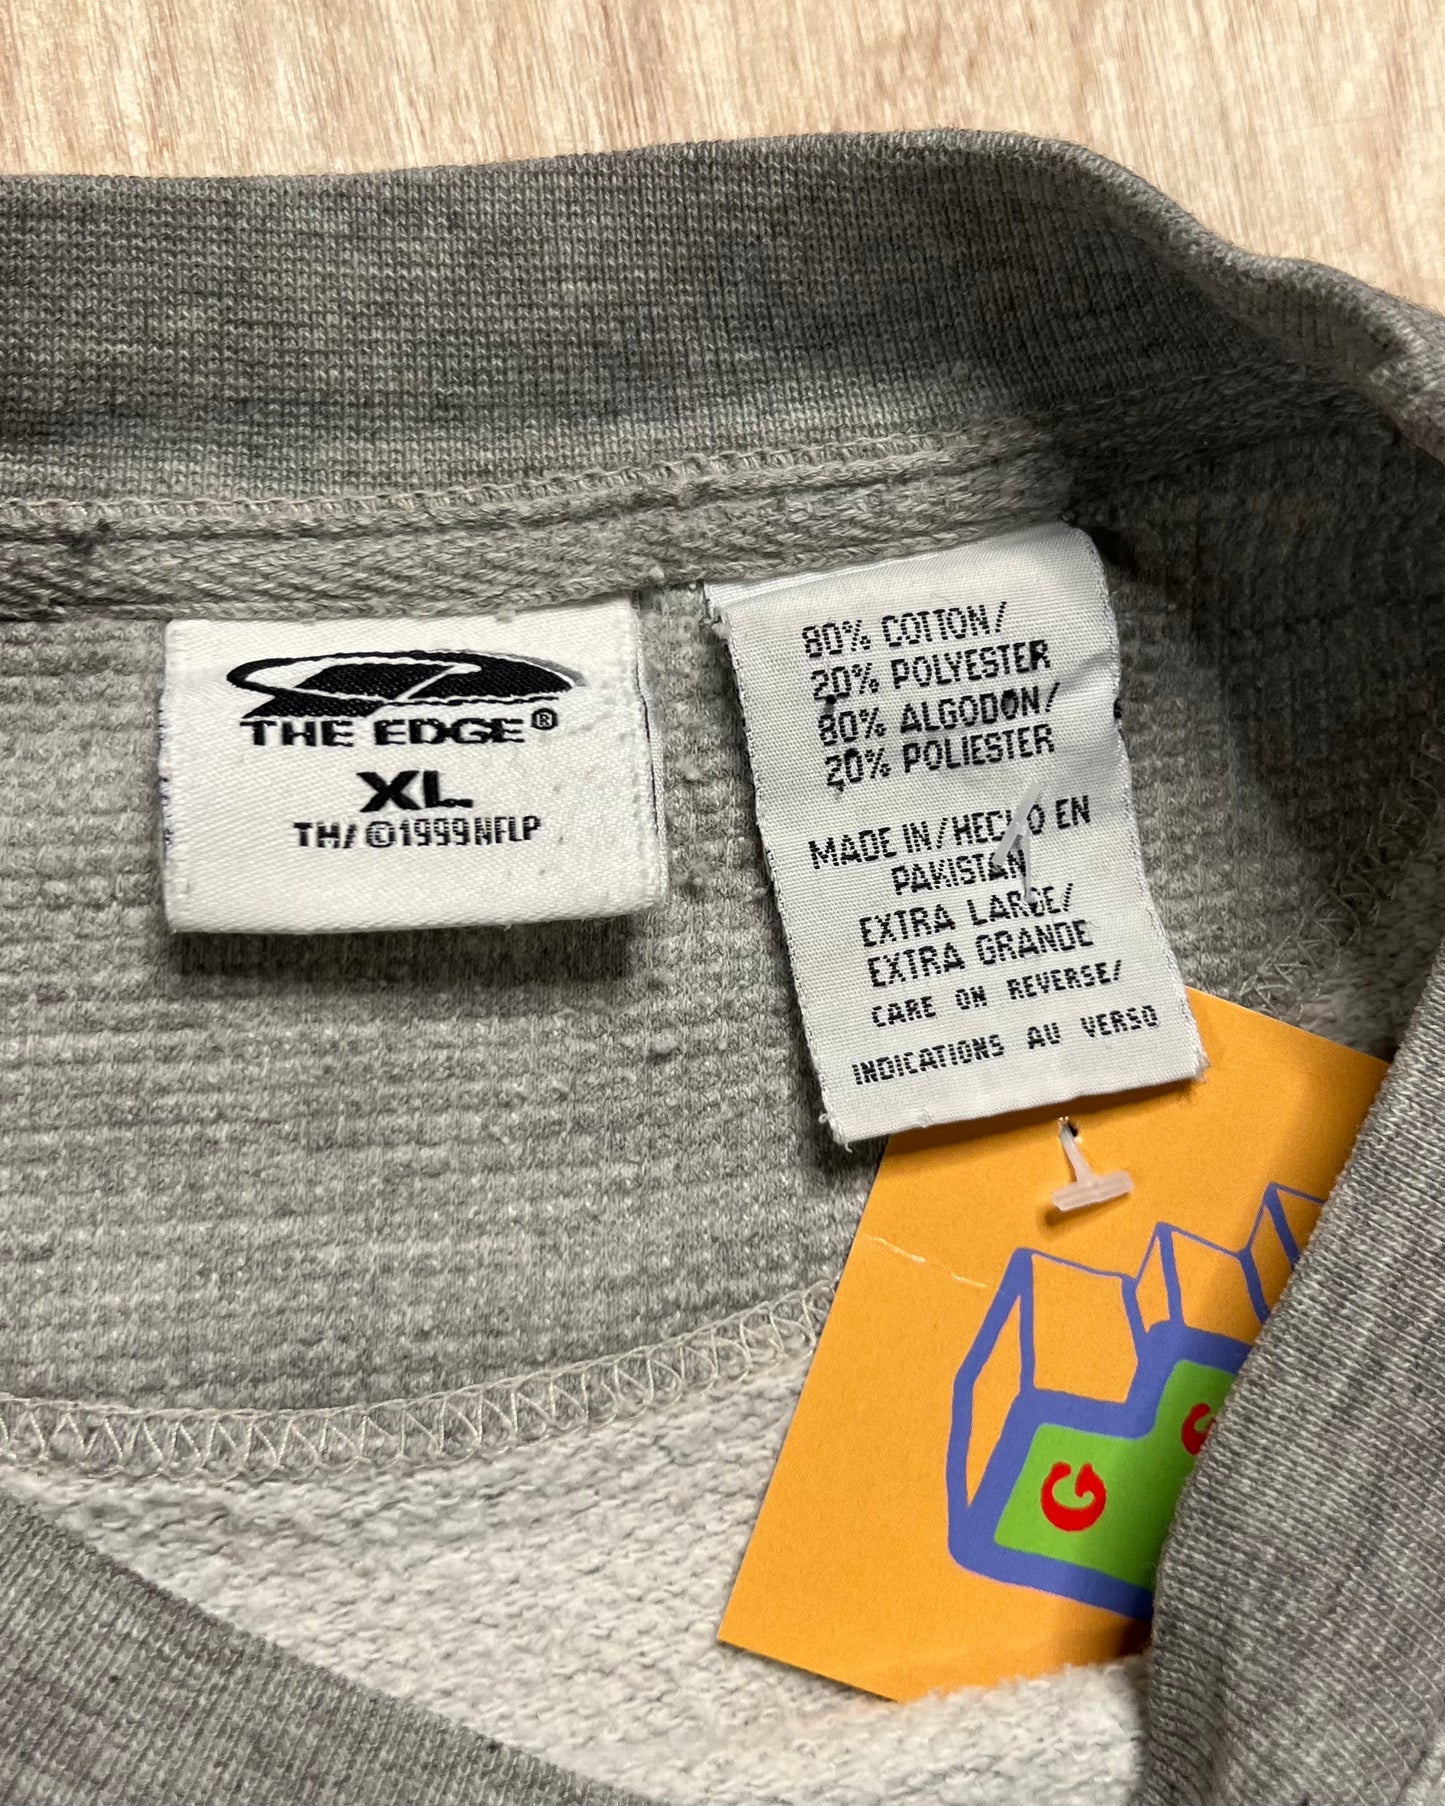 THE EDGE®
XL
TM/©1999NFLP
80% COTTON/
20% POLYESTER
80% ALGODON/
20% POLIESTER
MADE IN/HECHO EN
PAKISTAN
EXTRA LARGE/
EXTRA GRANDE
CARE ON REVERSE/
INDICATIONS AU VERSO
G